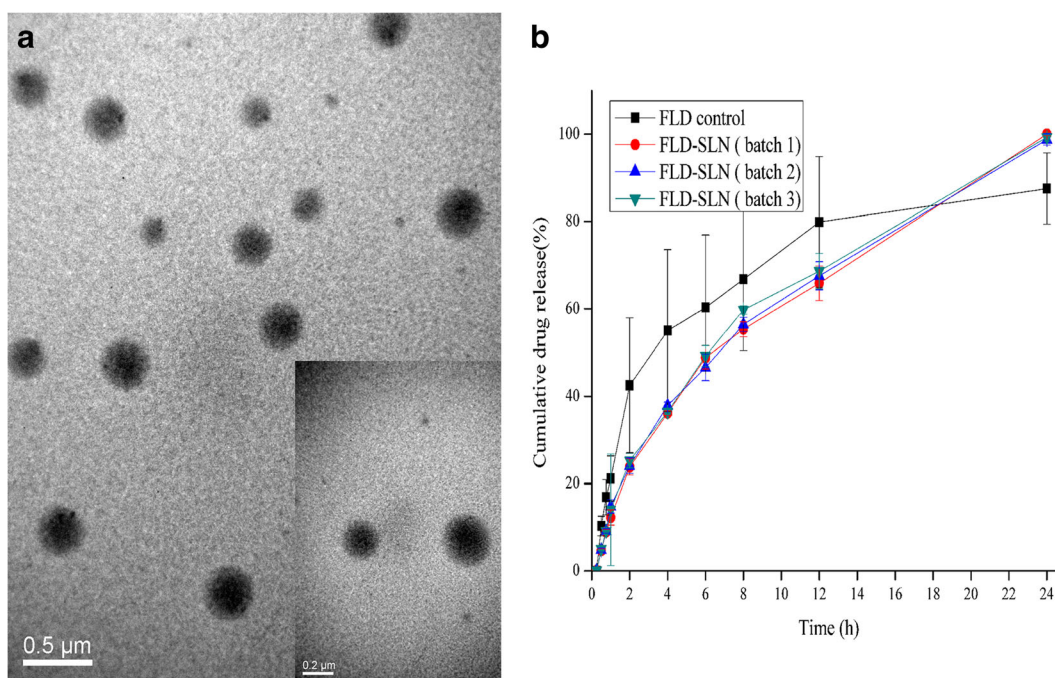 a
0.5 µm
0.2 µm
b
FLD control
FLD-SLN ( batch 1)
FLD-SLN ( batch 2)
FLD-SLN ( batch 3)
Cumulative drug release(%)
100
80
60
40
20
0
0 2 4 6 8 10 12 14 16 18 20 22 24
Time (h)